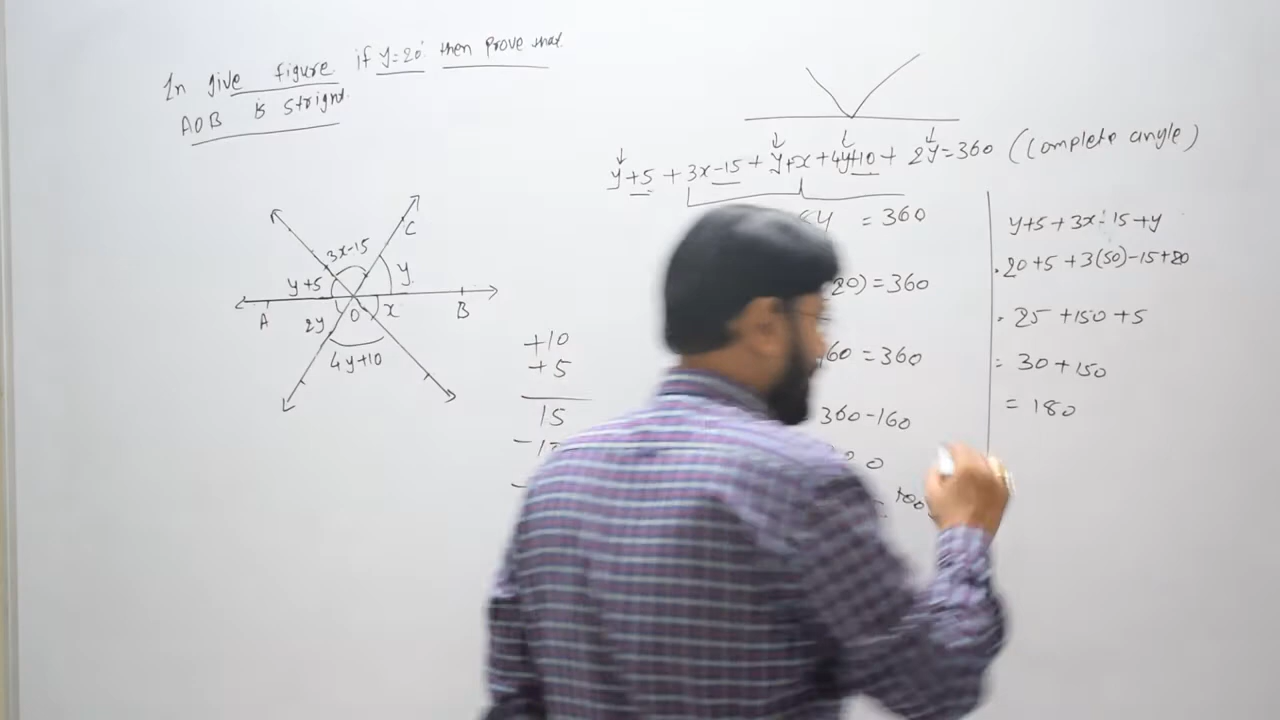 In give figure if y=20° then prove that
AOB is strignt.
y+5 + 3x-15 + y+x+4y+10 + 2y=360 (complete angle)
C
3x-15
y
y+5
A
O
x
B
2y
4y+10
+10
+5
15
= 360
20) = 360
160 = 360
360-160
y+5+3x-15+y
20+5+3(50)-15+20
25+150+5
= 30+150
= 180